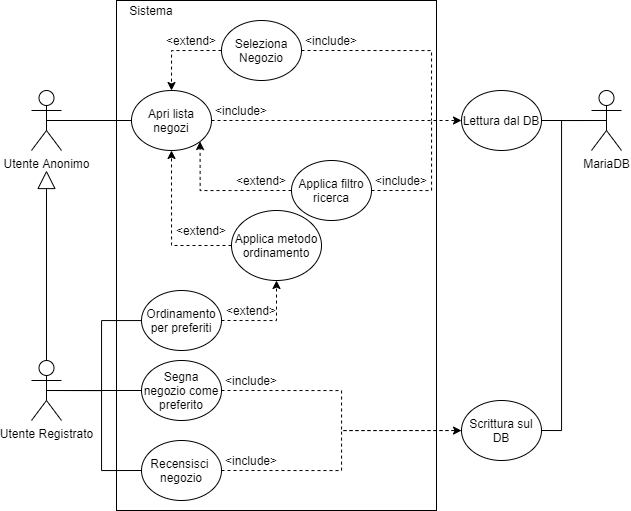 Sistema
<extend>
Seleziona
Negozio
<include>
Apri lista
negozi
<include>
Lettura dal DB
Utente Anonimo
MariaDB
<extend>
Applica filtro
ricerca
<include>
<extend>
Applica metodo
ordinamento
Ordinamento
per preferiti
<extend>
Segna
negozio come
preferito
<include>
Utente Registrato
Scrittura sul
DB
Recensisci
negozio
<include>